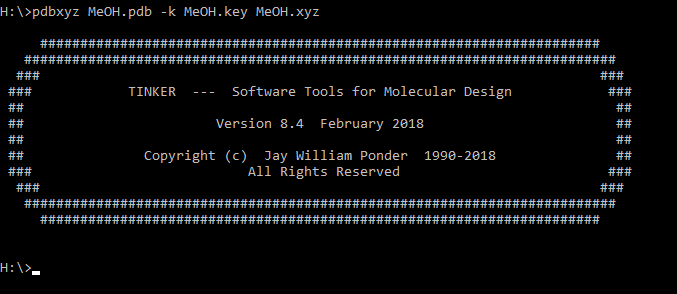 H:\>pdbxyz MeOH.pdb -k MeOH.key MeOH.xyz
######################################################################
##########################################################################
### ###
### TINKER --- Software Tools for Molecular Design ###
## ##
## Version 8.4 February 2018 ##
## ##
## Copyright (c) Jay William Ponder 1990-2018 ##
### All Rights Reserved ###
### ###
##########################################################################
######################################################################
H:\>